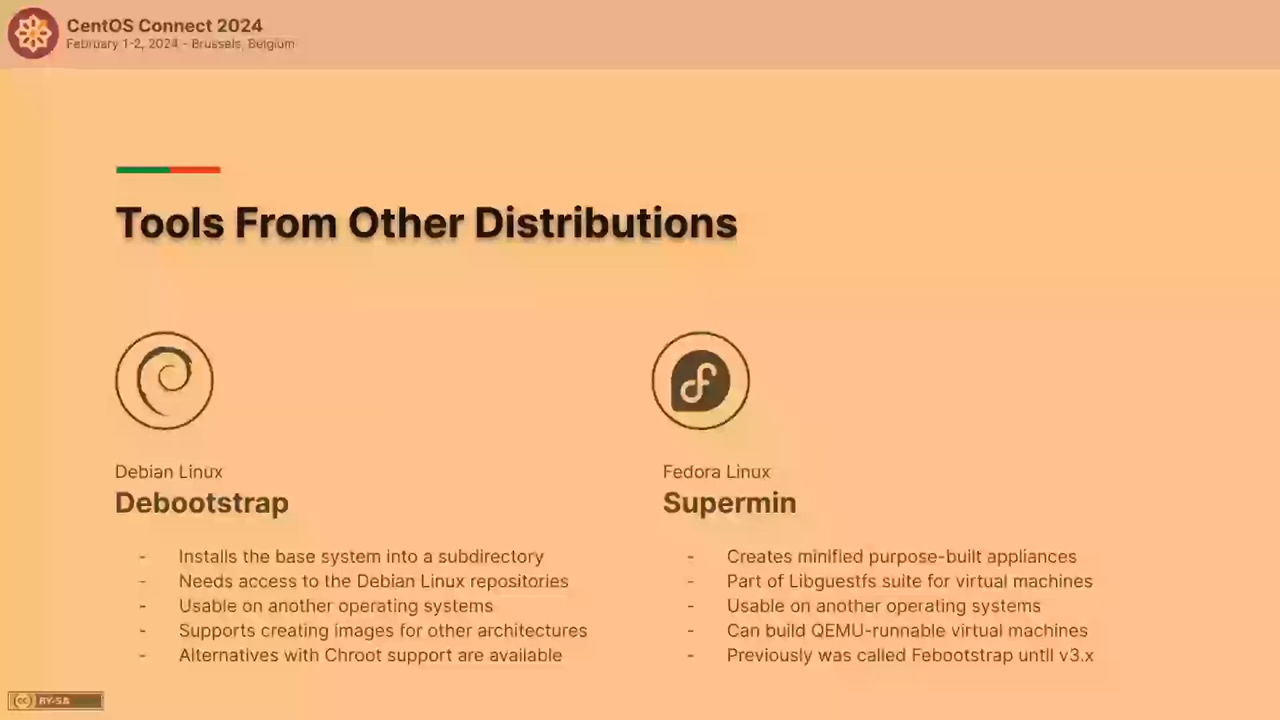 CentOS Connect 2024
February 1-2, 2024 - Brussels, Belgium
Tools From Other Distributions
Debian Linux
Debootstrap
- Installs the base system into a subdirectory
- Needs access to the Debian Linux repositories
- Usable on another operating systems
- Supports creating images for other architectures
- Alternatives with Chroot support are available
Fedora Linux
Supermin
- Creates minified purpose-built appliances
- Part of Libguestfs suite for virtual machines
- Usable on another operating systems
- Can build QEMU-runnable virtual machines
- Previously was called Febootstrap until v3.x
cc BY-SA